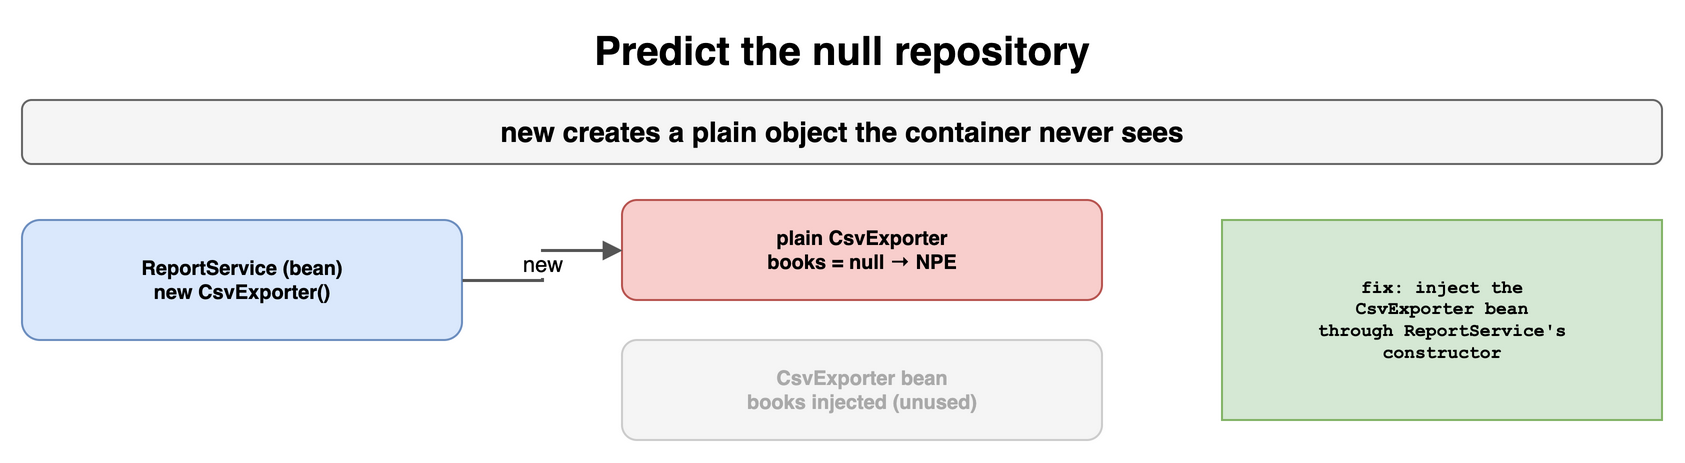 Predict the null repository
new creates a plain object the container never sees
ReportService (bean)
new CsvExporter()
new
plain CsvExporter
books = null → NPE
CsvExporter bean
books injected (unused)
fix: inject the
CsvExporter bean
through ReportService's
constructor